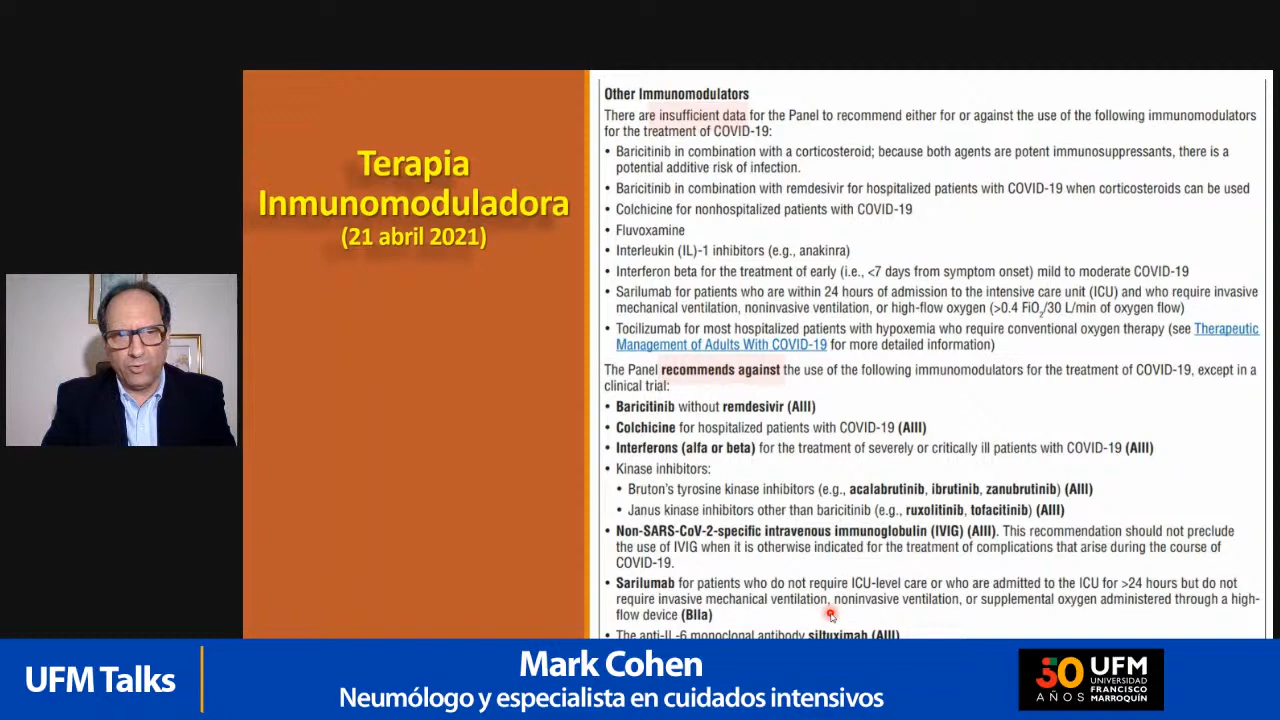 Terapia
Inmunomoduladora
(21 abril 2021)
Other Immunomodulators
There are insufficient data for the Panel to recommend either for or against the use of the following immunomodulators
for the treatment of COVID-19:
• Baricitinib in combination with a corticosteroid; because both agents are potent immunosuppressants, there is a
potential additive risk of infection.
• Baricitinib in combination with remdesivir for hospitalized patients with COVID-19 when corticosteroids can be used
• Colchicine for nonhospitalized patients with COVID-19
• Fluvoxamine
• Interleukin (IL)-1 inhibitors (e.g., anakinra)
• Interferon beta for the treatment of early (i.e., <7 days from symptom onset) mild to moderate COVID-19
• Sarilumab for patients who are within 24 hours of admission to the intensive care unit (ICU) and who require invasive
mechanical ventilation, noninvasive ventilation, or high-flow oxygen (>0.4 FiO2/30 L/min of oxygen flow)
• Tocilizumab for most hospitalized patients with hypoxemia who require conventional oxygen therapy (see Therapeutic
Management of Adults With COVID-19 for more detailed information)
The Panel recommends against the use of the following immunomodulators for the treatment of COVID-19, except in a
clinical trial:
• Baricitinib without remdesivir (AIII)
• Colchicine for hospitalized patients with COVID-19 (AIII)
• Interferons (alfa or beta) for the treatment of severely or critically ill patients with COVID-19 (AIII)
• Kinase inhibitors:
• Bruton's tyrosine kinase inhibitors (e.g., acalabrutinib, ibrutinib, zanubrutinib) (AIII)
• Janus kinase inhibitors other than baricitinib (e.g., ruxolitinib, tofacitinib) (AIII)
• Non-SARS-CoV-2-specific intravenous immunoglobulin (IVIG) (AIII). This recommendation should not preclude
the use of IVIG when it is otherwise indicated for the treatment of complications that arise during the course of
COVID-19.
• Sarilumab for patients who do not require ICU-level care or who are admitted to the ICU for >24 hours but do not
require invasive mechanical ventilation, noninvasive ventilation, or supplemental oxygen administered through a high-
flow device (BIIa)
• The anti-IL-6 monoclonal antibody siltuximab (AIII)
UFM Talks
Mark Cohen
Neumólogo y especialista en cuidados intensivos
50
AÑOS
UFM
UNIVERSIDAD
FRANCISCO
MARROQUÍN